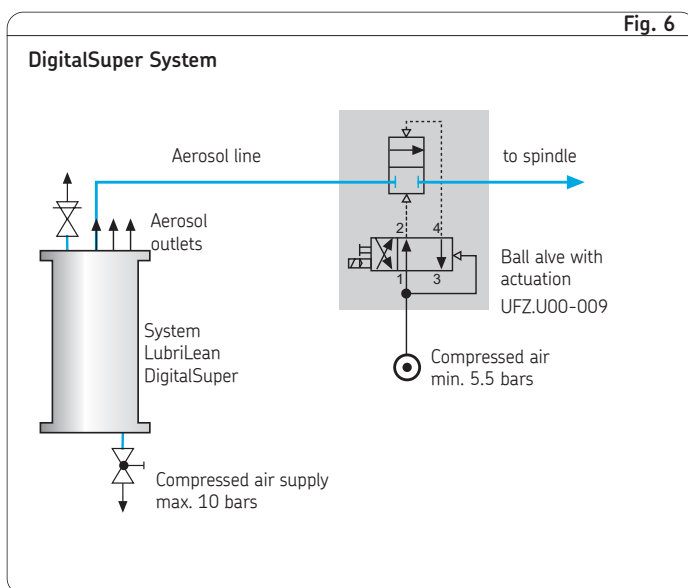 Fig. 6
DigitalSuper System
Aerosol line
to spindle
Aerosol
outlets
2 4
1 3
Ball alve with
actuation
UFZ.U00-009
System
LubriLean
DigitalSuper
Compressed air
min. 5.5 bars
Compressed air supply
max. 10 bars